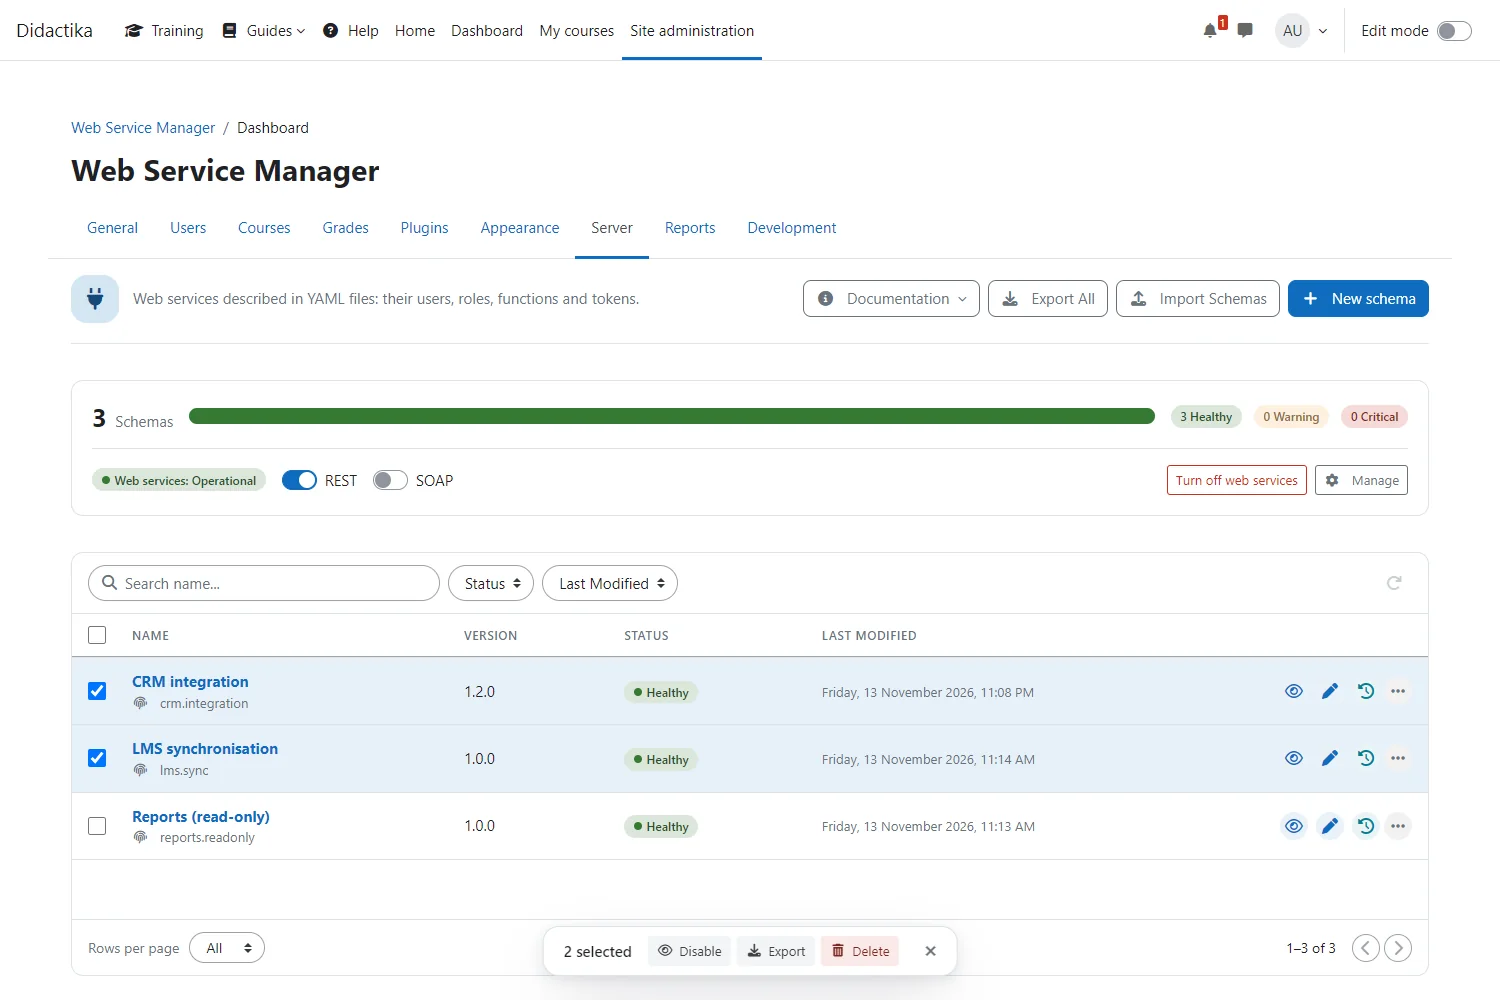 Didactika
Training
Guides
Help
Home
Dashboard
My courses
Site administration
1
AU
Edit mode
Web Service Manager / Dashboard
Web Service Manager
General
Users
Courses
Grades
Plugins
Appearance
Server
Reports
Development
Web services described in YAML files: their users, roles, functions and tokens.
Documentation
Export All
Import Schemas
New schema
3 Schemas
3 Healthy
0 Warning
0 Critical
Web services: Operational
REST
SOAP
Turn off web services
Manage
Search name...
Status
Last Modified
NAME
VERSION
STATUS
LAST MODIFIED
CRM integration
crm.integration
1.2.0
Healthy
Friday, 13 November 2026, 11:08 PM
LMS synchronisation
lms.sync
1.0.0
Healthy
Friday, 13 November 2026, 11:14 AM
Reports (read-only)
reports.readonly
1.0.0
Healthy
Friday, 13 November 2026, 11:13 AM
Rows per page
All
2 selected
Disable
Export
Delete
1–3 of 3